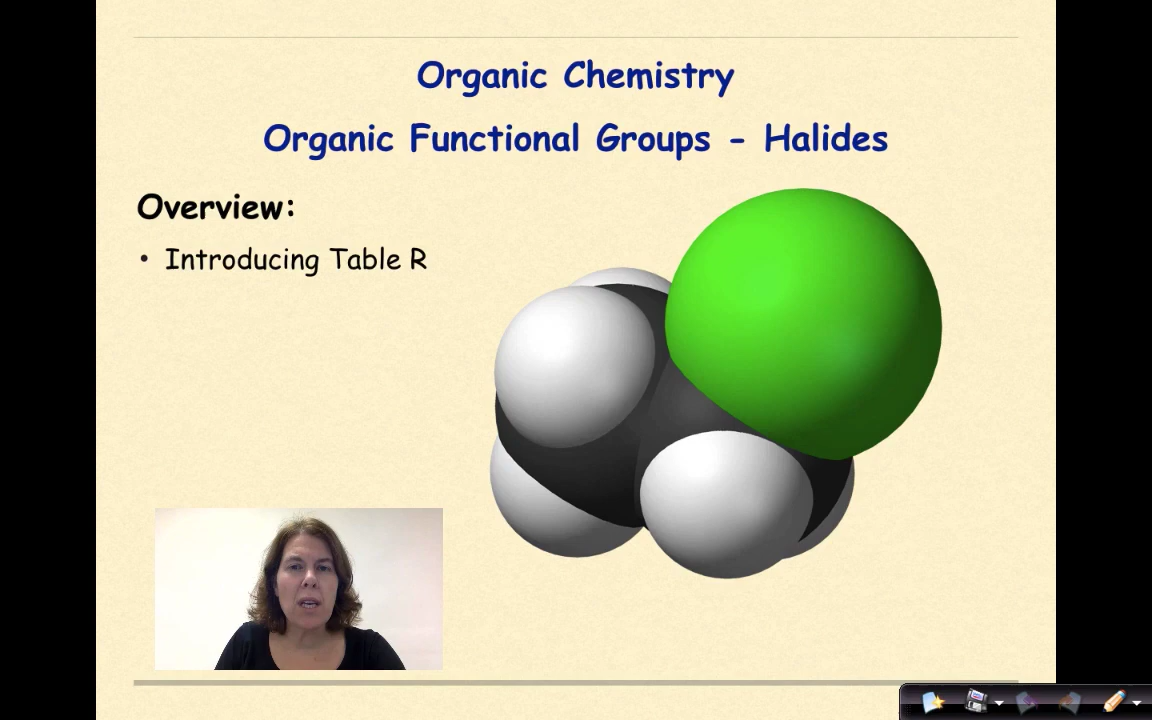 Organic Chemistry
Organic Functional Groups - Halides
Overview:
• Introducing Table R